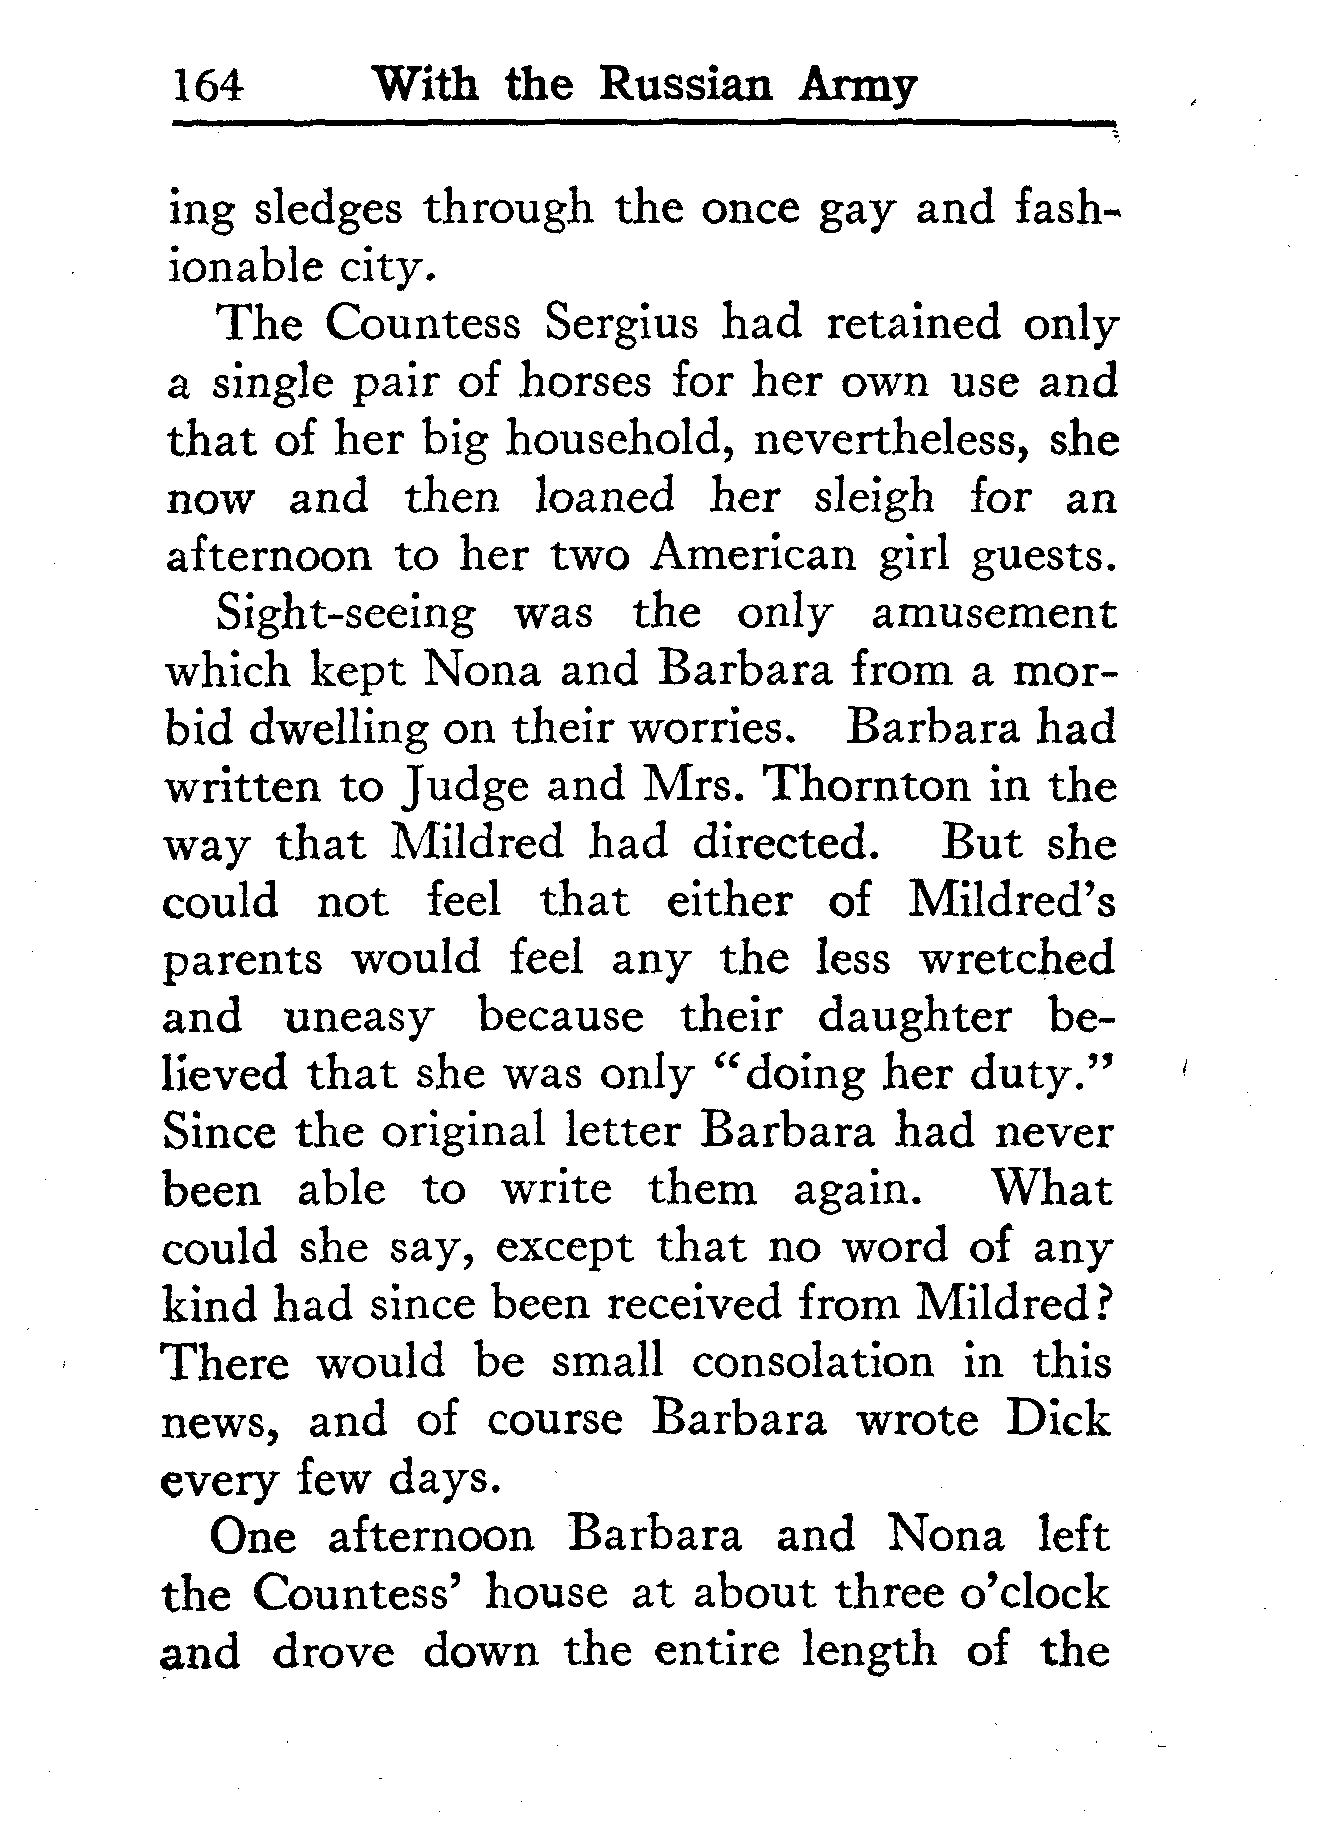 164 With the Russian Army
ing sledges through the once gay and fash-
ionable city.
The Countess Sergius had retained only
a single pair of horses for her own use and
that of her big household, nevertheless, she
now and then loaned her sleigh for an
afternoon to her two American girl guests.
Sight-seeing was the only amusement
which kept Nona and Barbara from a mor-
bid dwelling on their worries. Barbara had
written to Judge and Mrs. Thornton in the
way that Mildred had directed. But she
could not feel that either of Mildred's
parents would feel any the less wretched
and uneasy because their daughter be-
lieved that she was only "doing her duty."
Since the original letter Barbara had never
been able to write them again. What
could she say, except that no word of any
kind had since been received from Mildred?
There would be small consolation in this
news, and of course Barbara wrote Dick
every few days.
One afternoon Barbara and Nona left
the Countess' house at about three o'clock
and drove down the entire length of the